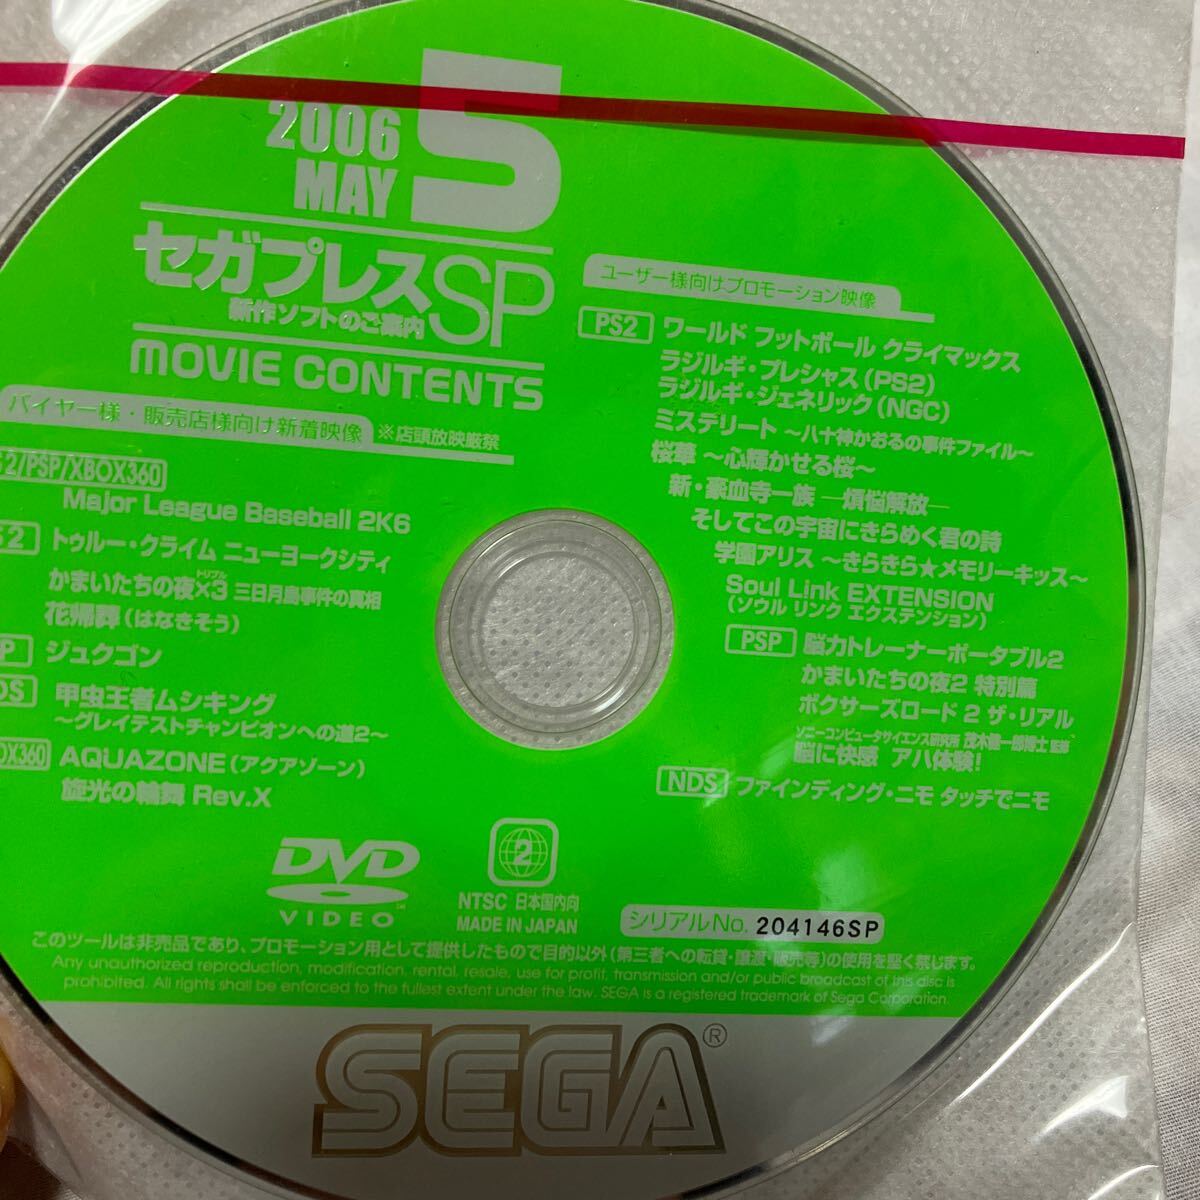 2006
MAY
5
セガプレスSP
新作ソフトのご案内
MOVIE CONTENTS
バイヤー様・販売店様向け新着映像 ※店頭放映厳禁
2/PSP/XBOX360
Major League Baseball 2K6
トゥルー・クライム ニューヨークシティ
かまいたちの夜×3 三日月島事件の真相
トリプル
花帰葬(はなきそう)
P ジュクゴン
DS 甲虫王者ムシキング
～グレイテストチャンピオンへの道2～
OX360 AQUAZONE(アクアゾーン)
旋光の輪舞 Rev.X
ユーザー様向けプロモーション映像
PS2 ワールド フットボール クライマックス
ラジルギ・プレシャス(PS2)
ラジルギ・ジェネリック(NGC)
ミステリート ～八十神かおるの事件ファイル～
桜華 ～心輝かせる桜～
新・豪血寺一族 ―煩悩解放―
そしてこの宇宙にきらめく君の詩
学園アリス ～きらきら★メモリーキッス～
Soul Link EXTENSION
(ソウル リンク エクステンション)
PSP 脳力トレーナーポータブル2
かまいたちの夜2 特別篇
ボクサーズロード 2 ザ・リアル
ソニーコンピュータサイエンス研究所 茂木健一郎博士 監修
脳に快感 アハ体験!
NDS ファインディング・ニモ タッチでニモ
DVD
VIDEO
2
NTSC 日本国内向
MADE IN JAPAN
シリアルNo. 204146SP
このツールは非売品であり、プロモーション用として提供したもので目的以外(第三者への転貸・譲渡・販売等)の使用を堅く禁じます。
Any unauthorized reproduction, modification, rental, resale, use for profit, transmission and/or public broadcast of this disc is
prohibited. All rights shall be enforced to the fullest extent under the law. SEGA is a registered trademark of Sega Corporation.
SEGA®